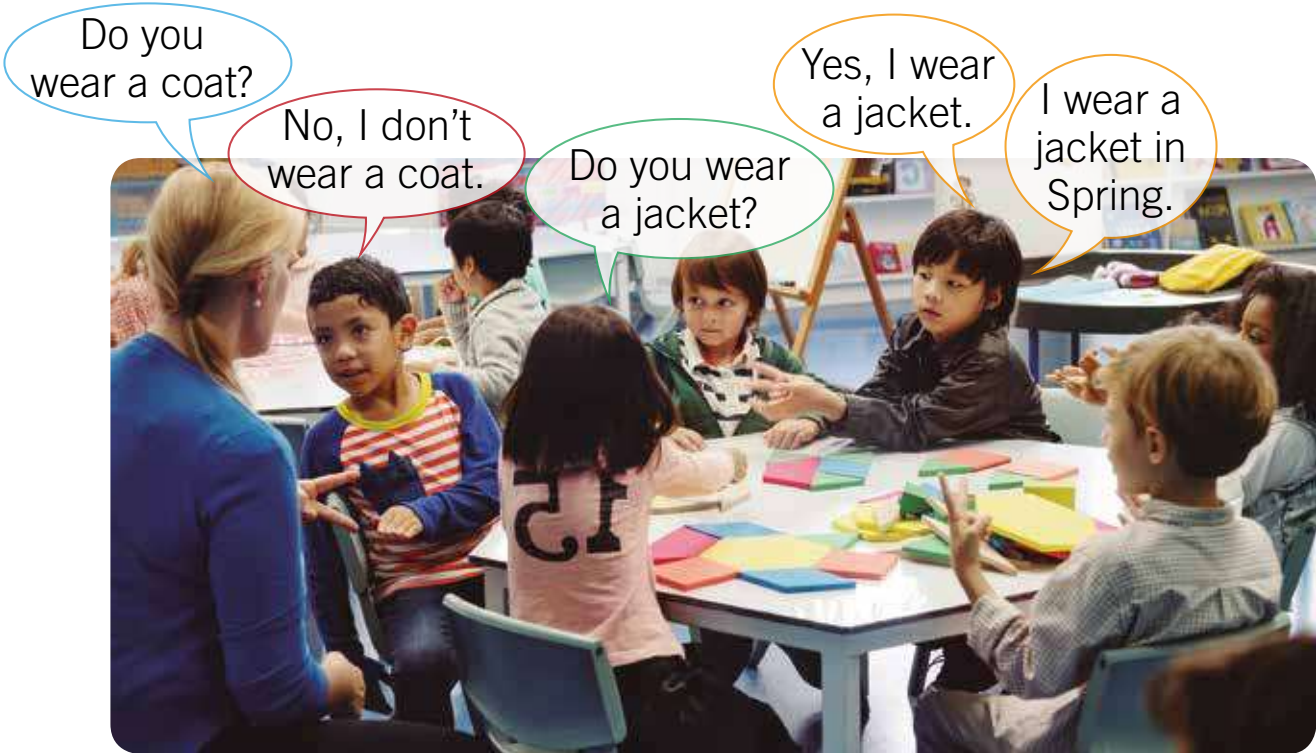 Do you
wear a coat?
No, I don't
wear a coat.
Do you wear
a jacket?
Yes, I wear
a jacket.
I wear a
jacket in
Spring.
15